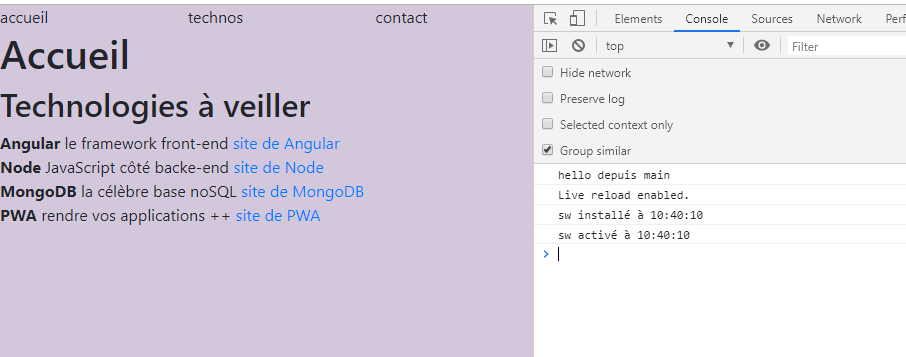 accueil technos contact
Accueil
Technologies à veiller
Angular le framework front-end site de Angular
Node JavaScript côté backe-end site de Node
MongoDB la célèbre base noSQL site de MongoDB
PWA rendre vos applications ++ site de PWA
Elements Console Sources Network Perf
top Filter
Hide network
Preserve log
Selected context only
Group similar
hello depuis main
Live reload enabled.
sw installé à 10:40:10
sw activé à 10:40:10